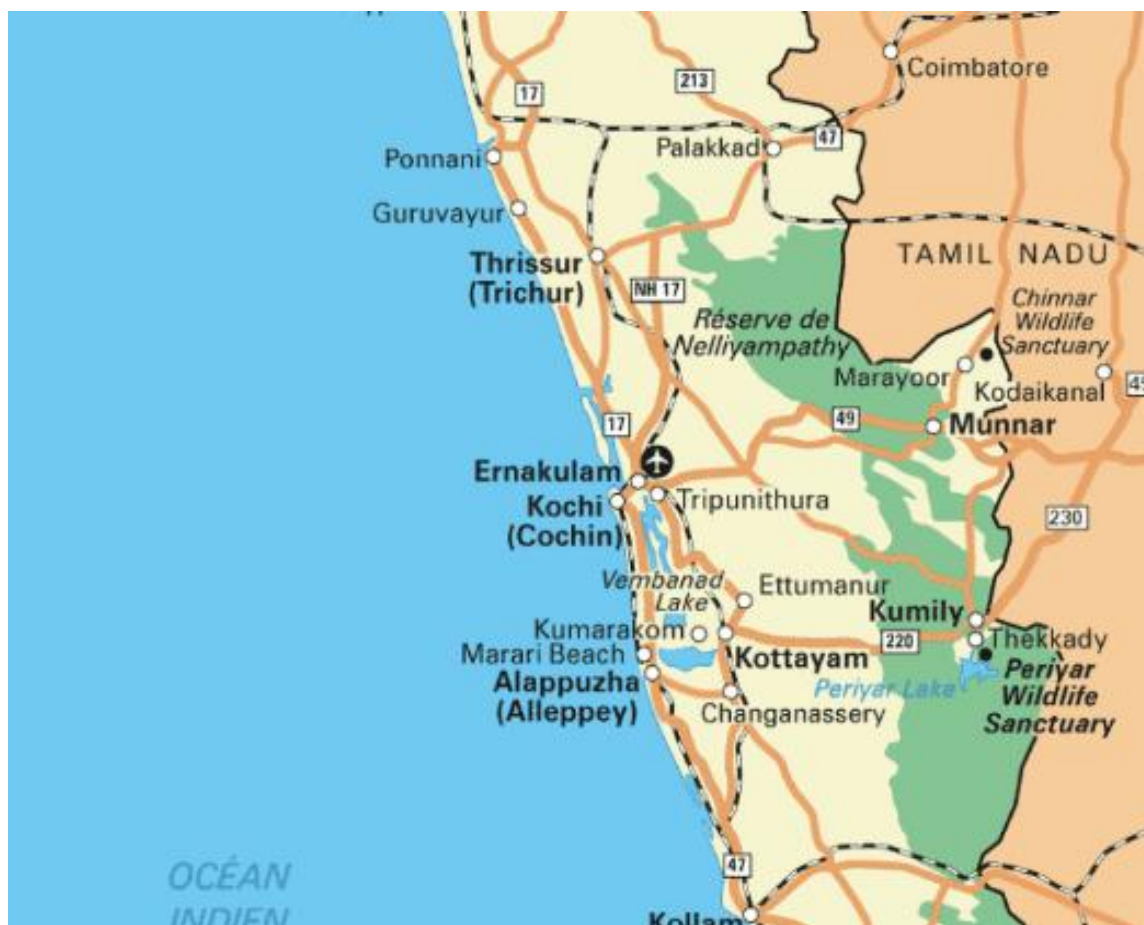 Coimbatore
213
17
47
Palakkad
Ponnani
Guruvayur
TAMIL NADU
Thrissur
(Trichur)
NH 17
Chinnar
Wildlife
Sanctuary
Réserve de
Nelliyampathy
Marayoor
Kodaikanal
49
17
Munnar
Ernakulam
Kochi
(Cochin)
Tripunithura
230
Vembanad
Lake
Ettumanur
Kumily
Kumarakom
220
Thekkady
Marari Beach
Kottayam
Alappuzha
(Alleppey)
Periyar Lake
Periyar
Wildlife
Sanctuary
Changanassery
47
OCÉAN
INDIEN
Kollam